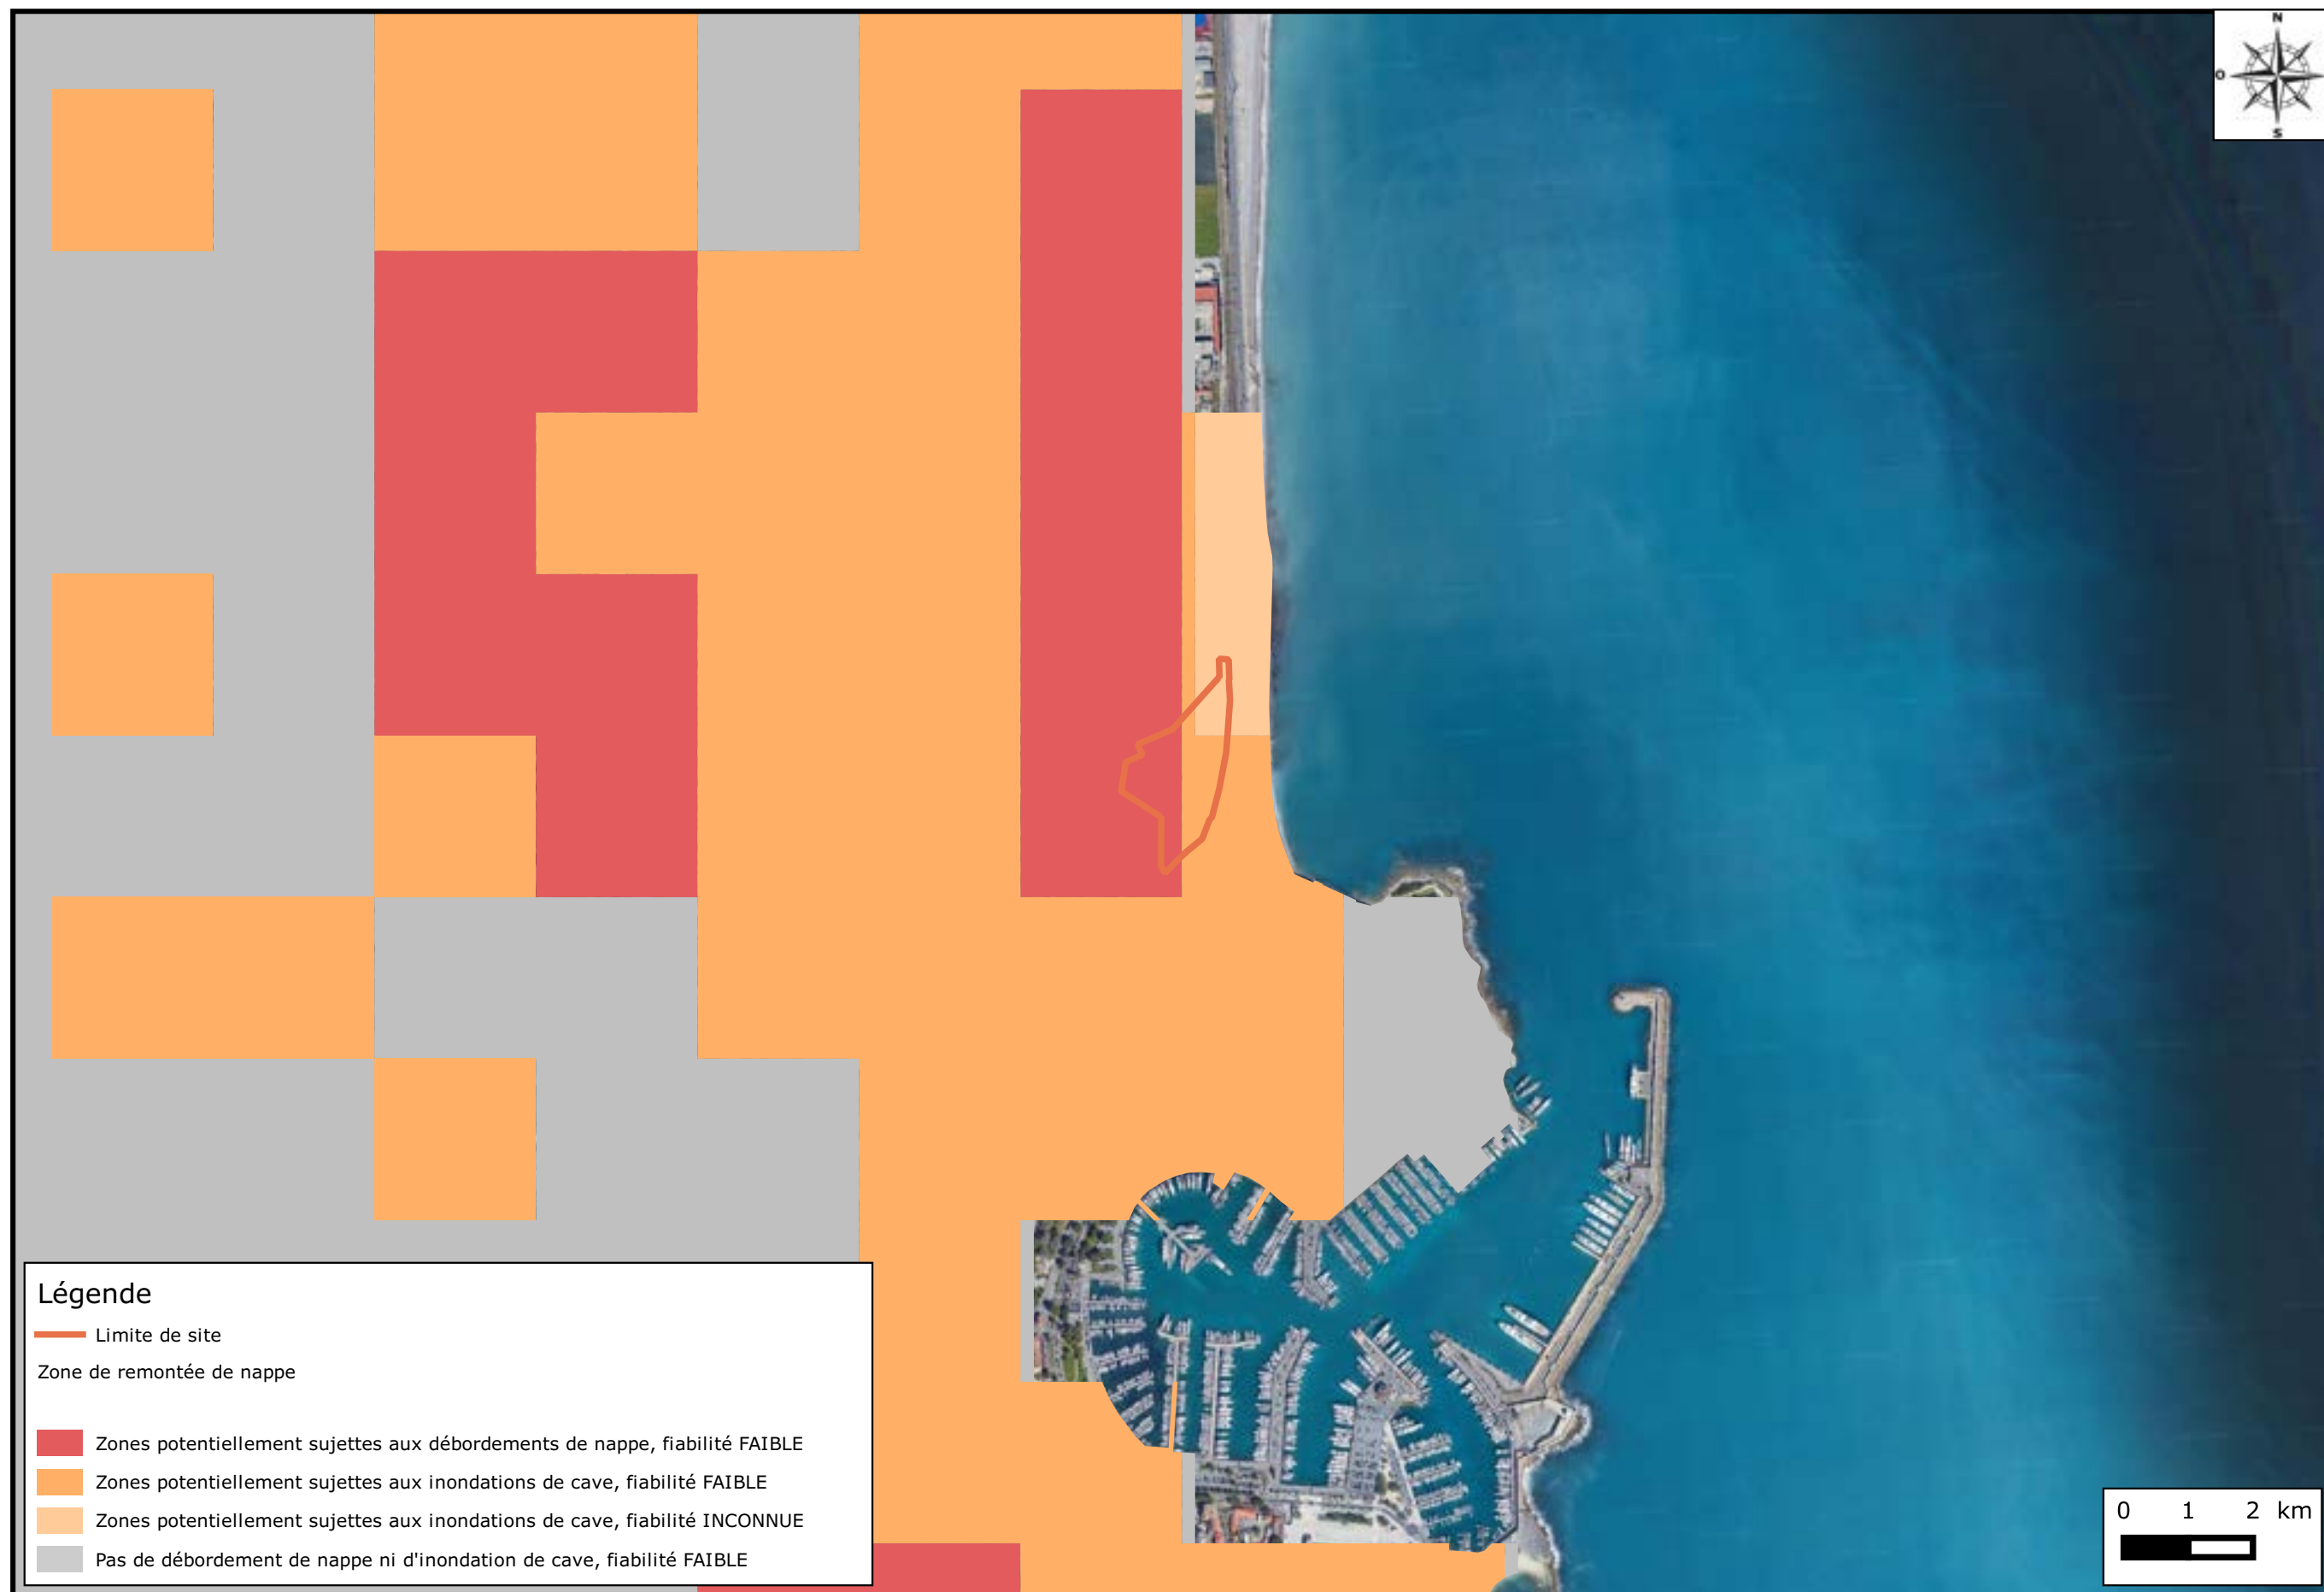 N
O
S
Légende
Limite de site
Zone de remontée de nappe
Zones potentiellement sujettes aux débordements de nappe, fiabilité FAIBLE
Zones potentiellement sujettes aux inondations de cave, fiabilité FAIBLE
Zones potentiellement sujettes aux inondations de cave, fiabilité INCONNUE
Pas de débordement de nappe ni d'inondation de cave, fiabilité FAIBLE
0 1 2 km